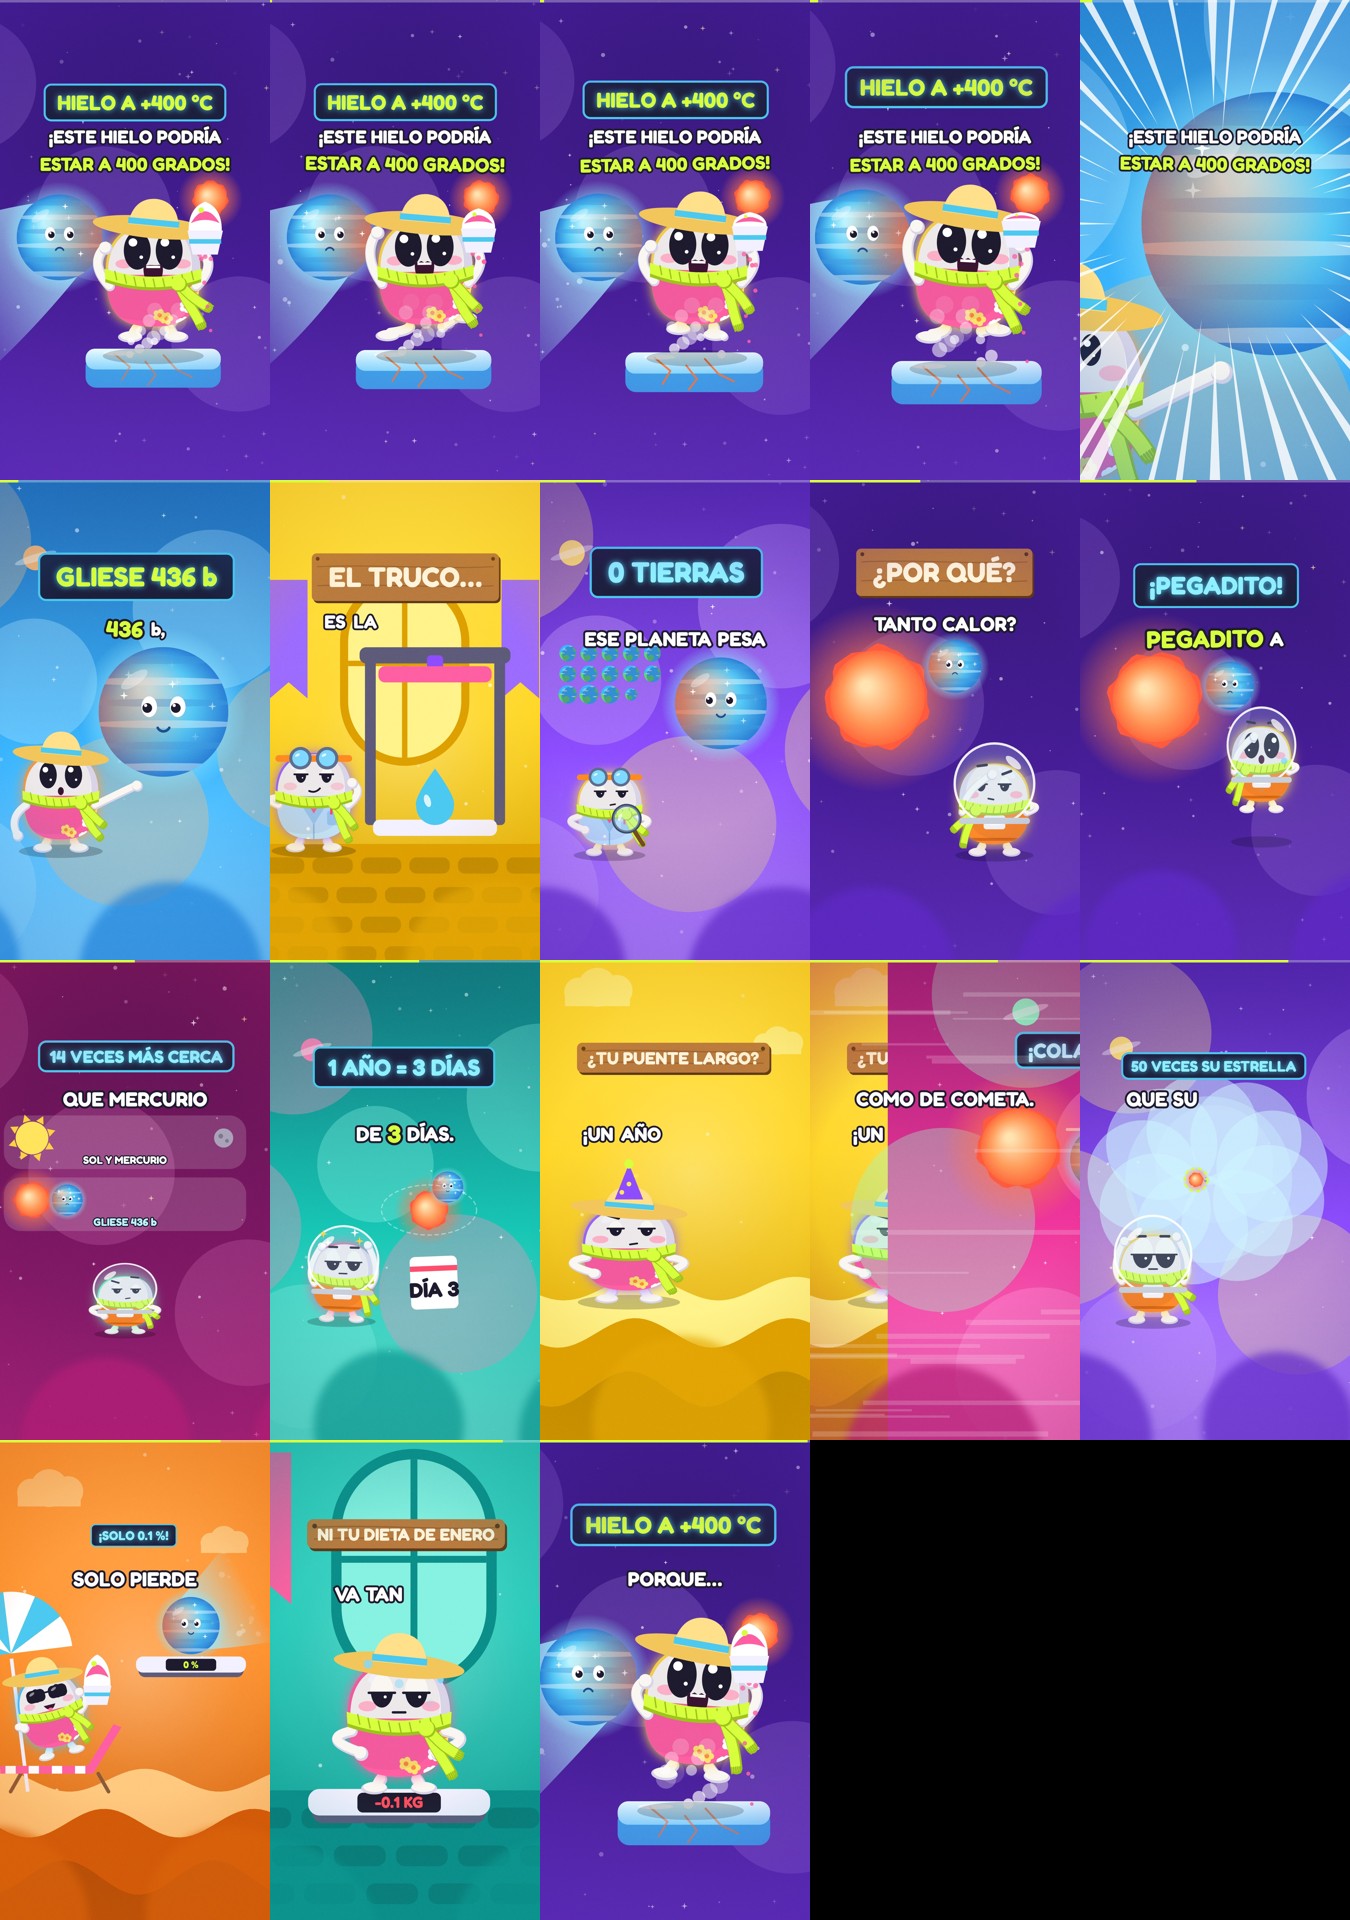 HIELO A +400 °C
¡ESTE HIELO PODRÍA
ESTAR A 400 GRADOS!
HIELO A +400 °C
¡ESTE HIELO PODRÍA
ESTAR A 400 GRADOS!
HIELO A +400 °C
¡ESTE HIELO PODRÍA
ESTAR A 400 GRADOS!
HIELO A +400 °C
¡ESTE HIELO PODRÍA
ESTAR A 400 GRADOS!
¡ESTE HIELO PODRÍA
ESTAR A 400 GRADOS!
GLIESE 436 b
436 b,
EL TRUCO...
ES LA
0 TIERRAS
ESE PLANETA PESA
¿POR QUÉ?
TANTO CALOR?
¡PEGADITO!
PEGADITO A
14 VECES MÁS CERCA
QUE MERCURIO
SOL Y MERCURIO
GLIESE 436 b
1 AÑO = 3 DÍAS
DE 3 DÍAS.
DÍA 3
¿TU PUENTE LARGO?
¡UN AÑO
¿TU
¡COLA
COMO DE COMETA.
¡UN
50 VECES SU ESTRELLA
QUE SU
¡SOLO 0.1 %!
SOLO PIERDE
0 %
NI TU DIETA DE ENERO
VA TAN
-0.1 KG
HIELO A +400 °C
PORQUE...